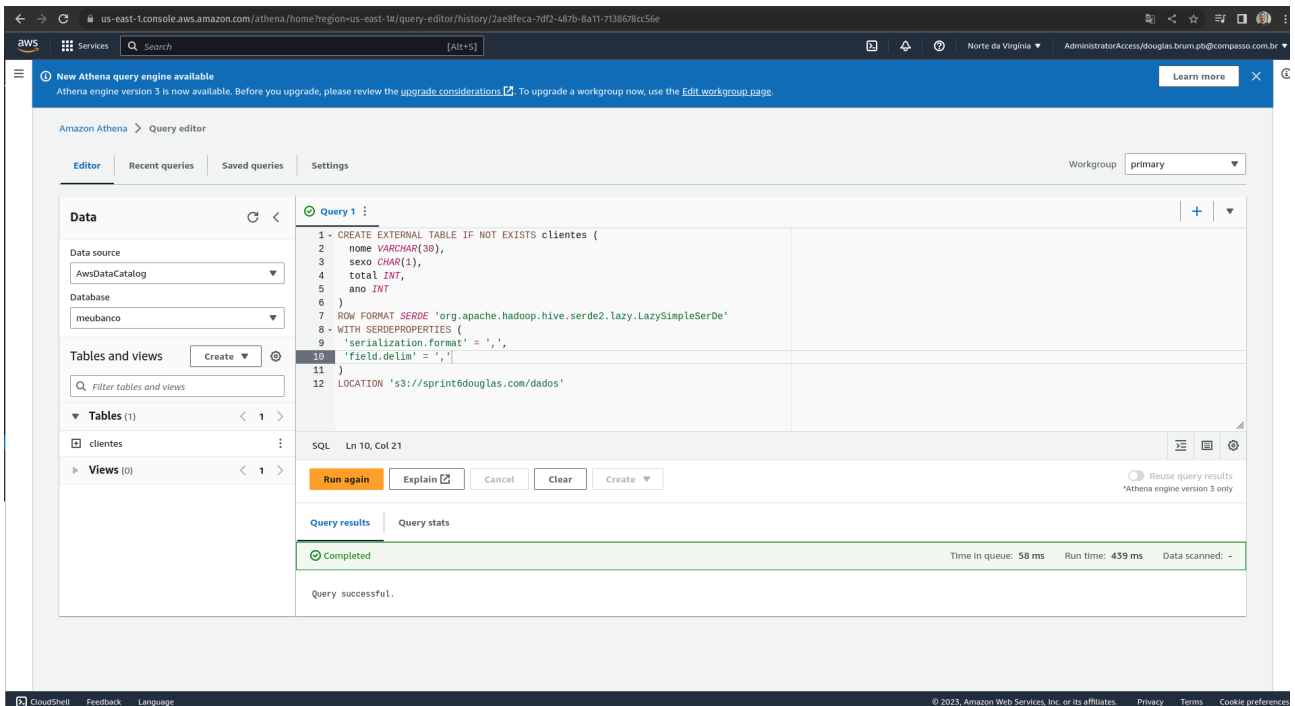 us-east-1.console.aws.amazon.com/athena/home?region=us-east-1#/query-editor/history/2ae8feca-7df2-487b-8a11-7138678cc56e
aws Services Search [Alt+S] Norte da Virgínia ▼ AdministratorAccess/douglas.brum.pb@compasso.com.br ▼
New Athena query engine available
Athena engine version 3 is now available. Before you upgrade, please review the upgrade considerations. To upgrade a workgroup now, use the Edit workgroup page.
Learn more
Amazon Athena > Query editor
Editor Recent queries Saved queries Settings
Workgroup primary
Data
Data source
AwsDataCatalog
Database
meubanco
Tables and views Create ▼
Filter tables and views
Tables (1) < 1 >
clientes
Views (0) < 1 >
Query 1
1 CREATE EXTERNAL TABLE IF NOT EXISTS clientes (
2 nome VARCHAR(30),
3 sexo CHAR(1),
4 total INT,
5 ano INT
6 )
7 ROW FORMAT SERDE 'org.apache.hadoop.hive.serde2.lazy.LazySimpleSerDe'
8 WITH SERDEPROPERTIES (
9 'serialization.format' = ',',
10 'field.delim' = ','
11 )
12 LOCATION 's3://sprint6douglas.com/dados'
SQL Ln 10, Col 21
Run again Explain Cancel Clear Create ▼
Reuse query results
*Athena engine version 3 only
Query results Query stats
Completed Time in queue: 58 ms Run time: 439 ms Data scanned: -
Query successful.
CloudShell Feedback Language © 2023, Amazon Web Services, Inc. or its affiliates. Privacy Terms Cookie preferences